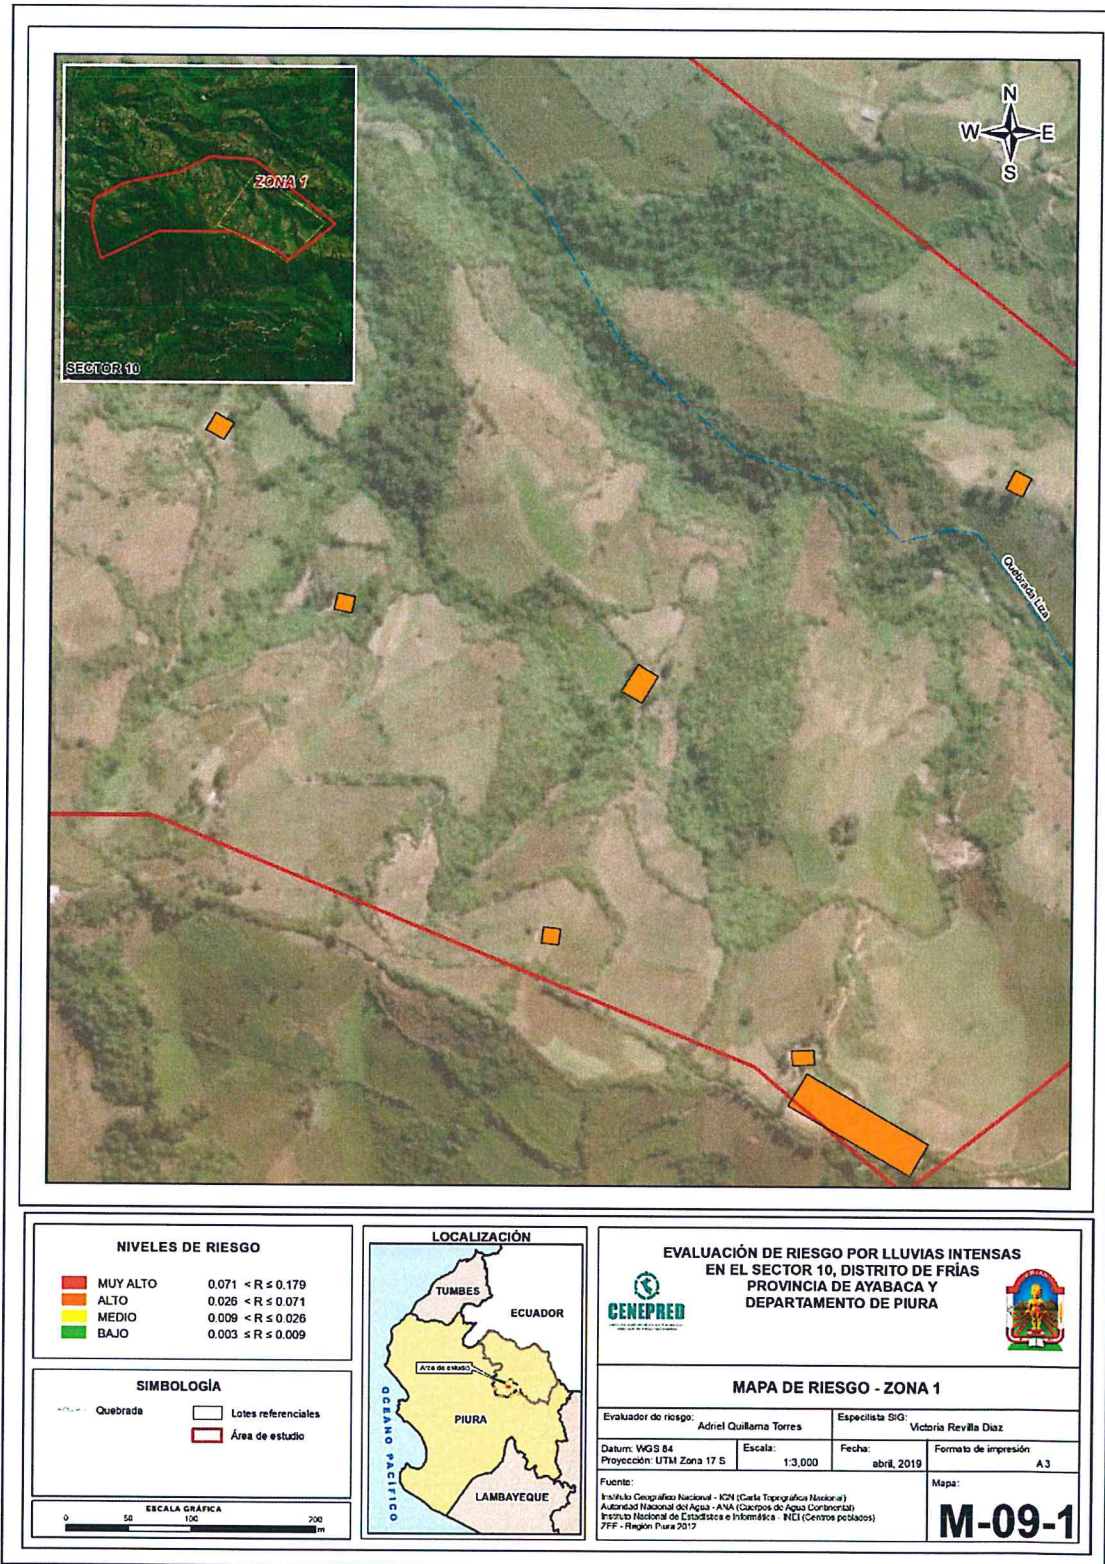 N
W E
S
ZONA 1
SECTOR 10
Quebrada Liza
NIVELES DE RIESGO
MUY ALTO 0.071 < R ≤ 0.179
ALTO 0.026 < R ≤ 0.071
MEDIO 0.009 < R ≤ 0.026
BAJO 0.003 ≤ R ≤ 0.009
SIMBOLOGÍA
Quebrada
Lotes referenciales
Área de estudio
ESCALA GRÁFICA
0 50 100 200
m
LOCALIZACIÓN
TUMBES
ECUADOR
Area de estudio
PIURA
OCEANO PACÍFICO
LAMBAYEQUE
CENEPRED
EVALUACIÓN DE RIESGO POR LLUVIAS INTENSAS
EN EL SECTOR 10, DISTRITO DE FRÍAS
PROVINCIA DE AYABACA Y
DEPARTAMENTO DE PIURA
MAPA DE RIESGO - ZONA 1
Evaluador de riesgo:
Adriel Quillama Torres
Especilista SIG:
Victoria Revilla Diaz
Datum: WGS 84
Proyección: UTM Zona 17 S
Escala:
1:3,000
Fecha:
abril, 2019
Formato de impresión:
A3
Fuente:
Instituto Geográfico Nacional - IGN (Carta Topográfica Nacional)
Autoridad Nacional del Agua - ANA (Cuerpos de Agua Continental)
Instituto Nacional de Estadística e Informática - INEI (Centros poblados)
ZFF - Región Piura 2012
Mapa:
M-09-1